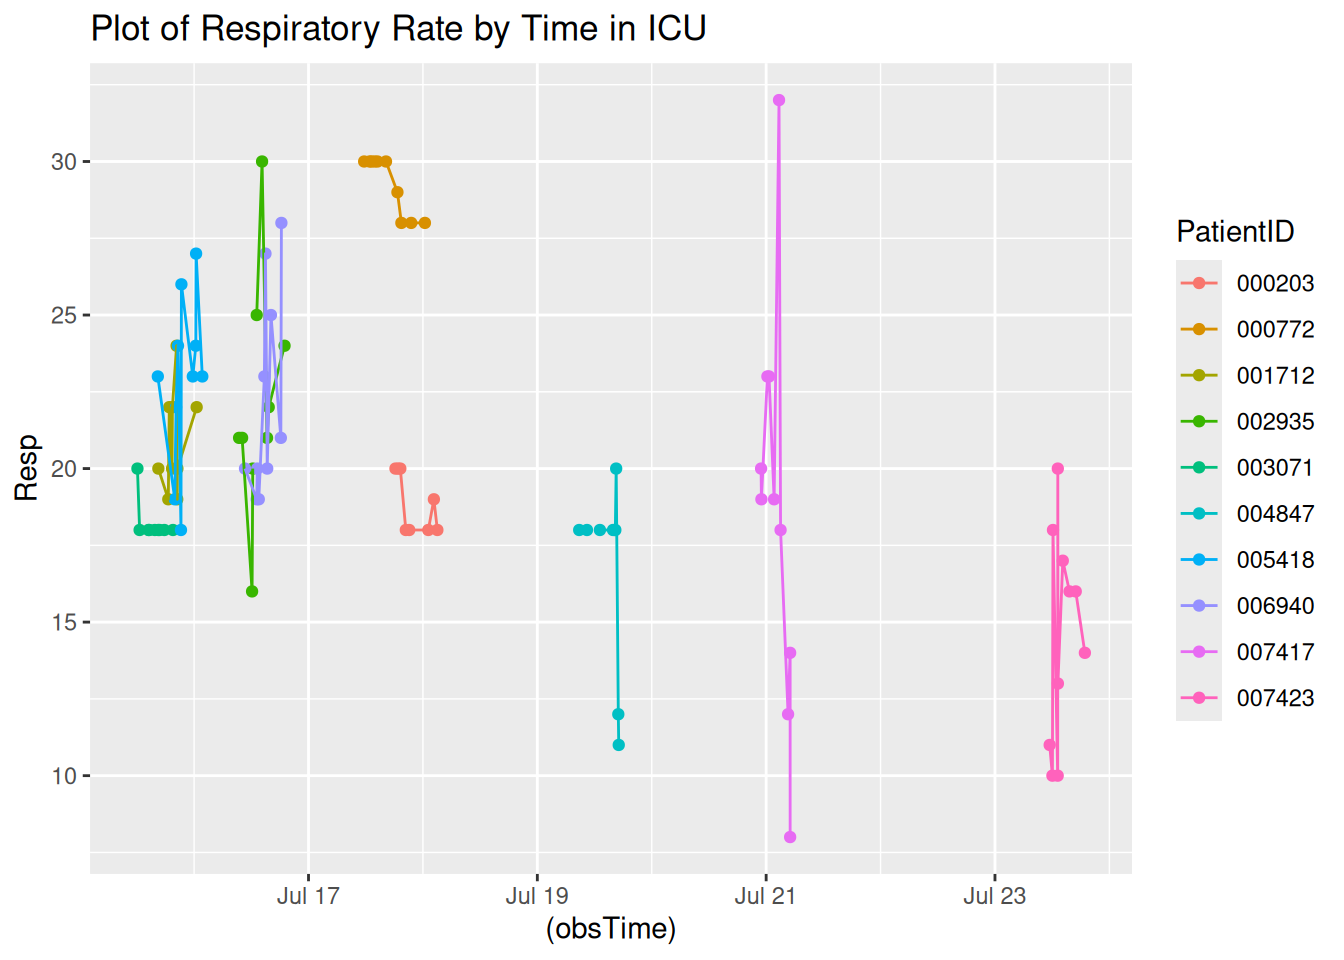 Plot of Respiratory Rate by Time in ICU
Resp
30
25
20
15
10
Jul 17
Jul 19
Jul 21
Jul 23
(obsTime)
PatientID
000203
000772
001712
002935
003071
004847
005418
006940
007417
007423